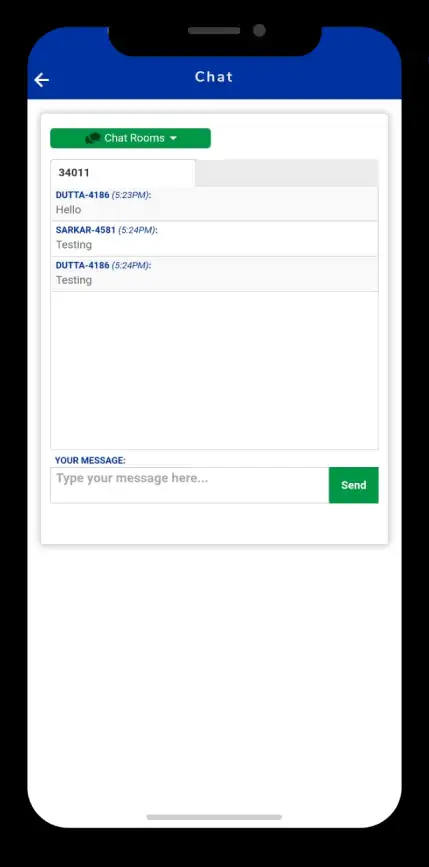 Chat
Chat Rooms
34011
DUTTA-4186 (5:23PM):
Hello
SARKAR-4581 (5:24PM):
Testing
DUTTA-4186 (5:24PM):
Testing
YOUR MESSAGE:
Type your message here...
Send